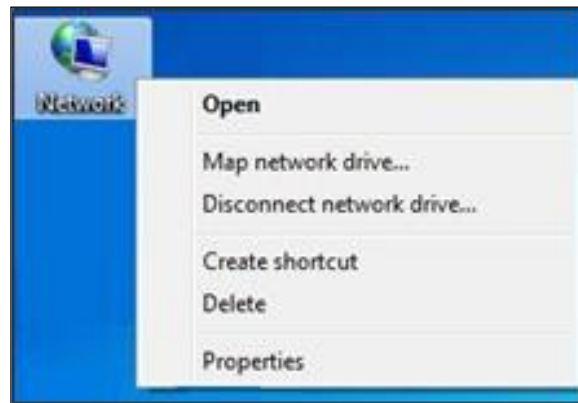 Network
Open
Map network drive...
Disconnect network drive...
Create shortcut
Delete
Properties